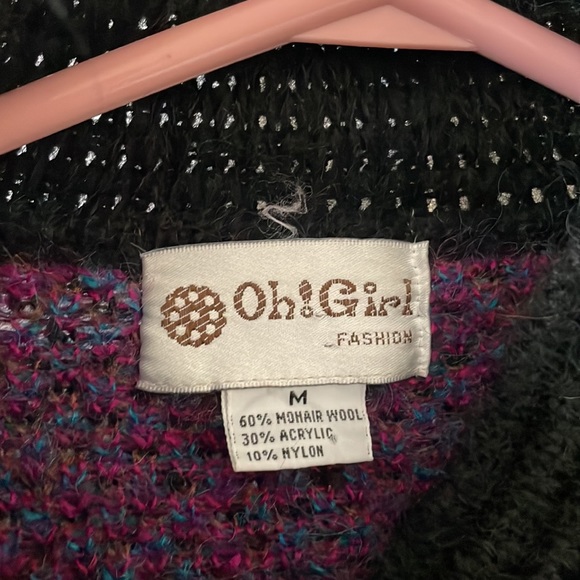 Oh!Girl
FASHION
M
60% MOHAIR WOOL
30% ACRYLIC
10% NYLON